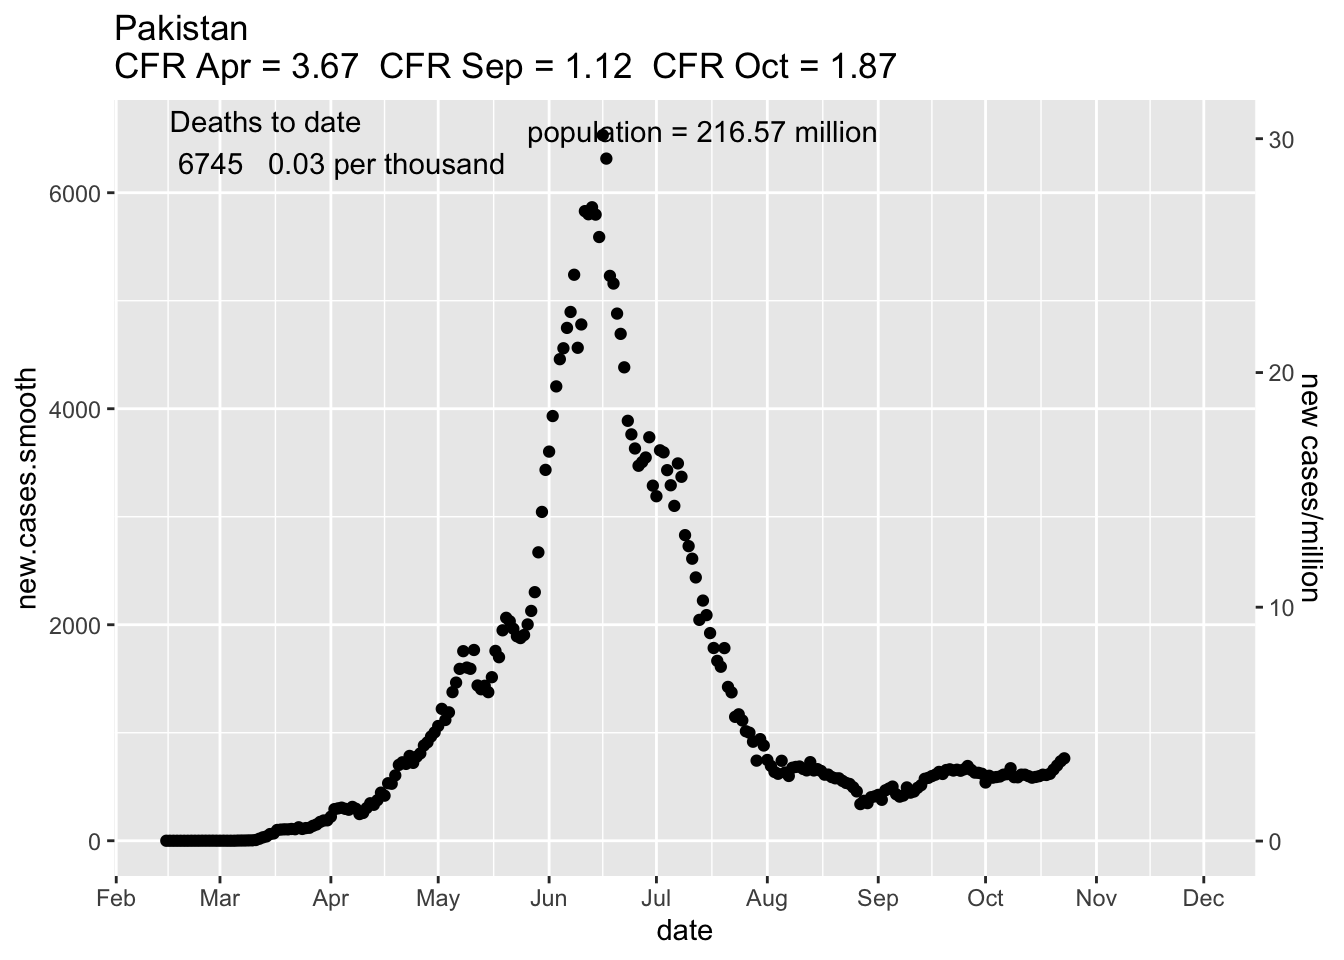 Pakistan
CFR Apr = 3.67  CFR Sep = 1.12  CFR Oct = 1.87
Deaths to date
6745   0.03 per thousand
population = 216.57 million
new.cases.smooth
6000
4000
2000
0
30
20
10
0
new cases/million
Feb Mar Apr May Jun Jul Aug Sep Oct Nov Dec
date